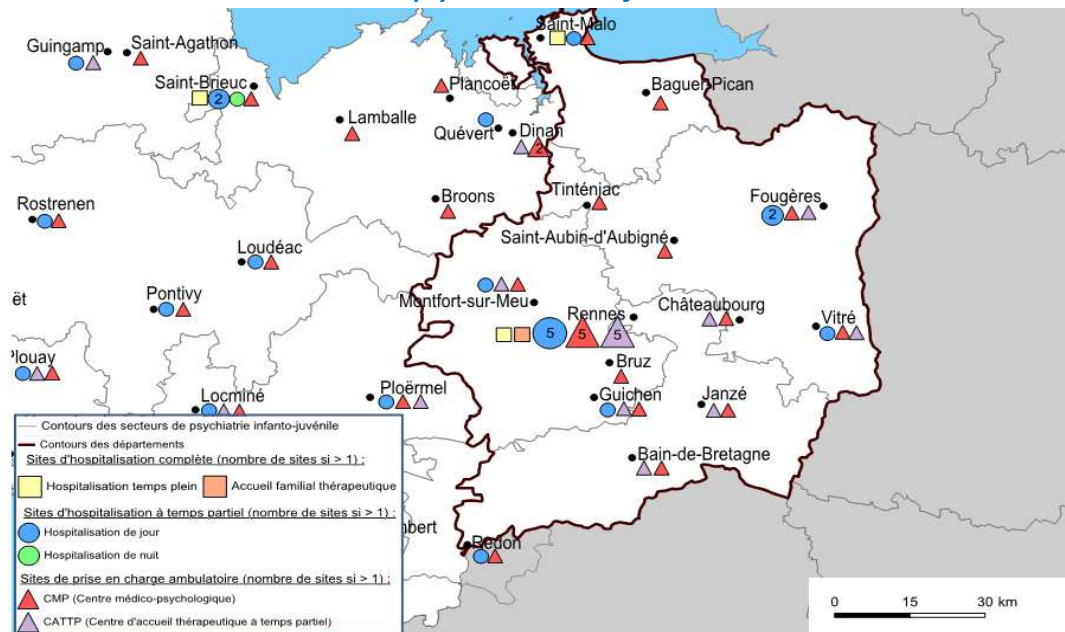 Saint-Malo
Guingamp
Saint-Agathon
Saint-Brieuc
2
Plancoët
Baguer-Pican
Lamballe
Quévert
Dinan
2
Rostrenen
Broons
Tinténiac
Fougères
2
Saint-Aubin-d'Aubigné
Loudéac
ët
Pontivy
Montfort-sur-Meu
Rennes
5
5
5
Châteaubourg
Vitré
Plouay
Bruz
Locminé
Ploërmel
Guichen
Janzé
Bain-de-Bretagne
Redon
Contours des secteurs de psychiatrie infanto-juvénile
Contours des départements
Sites d'hospitalisation complète (nombre de sites si > 1) :
Hospitalisation temps plein
Accueil familial thérapeutique
Sites d'hospitalisation à temps partiel (nombre de sites si > 1) :
Hospitalisation de jour
Hospitalisation de nuit
Sites de prise en charge ambulatoire (nombre de sites si > 1) :
CMP (Centre médico-psychologique)
CATTP (Centre d'accueil thérapeutique à temps partiel)
0 15 30 km